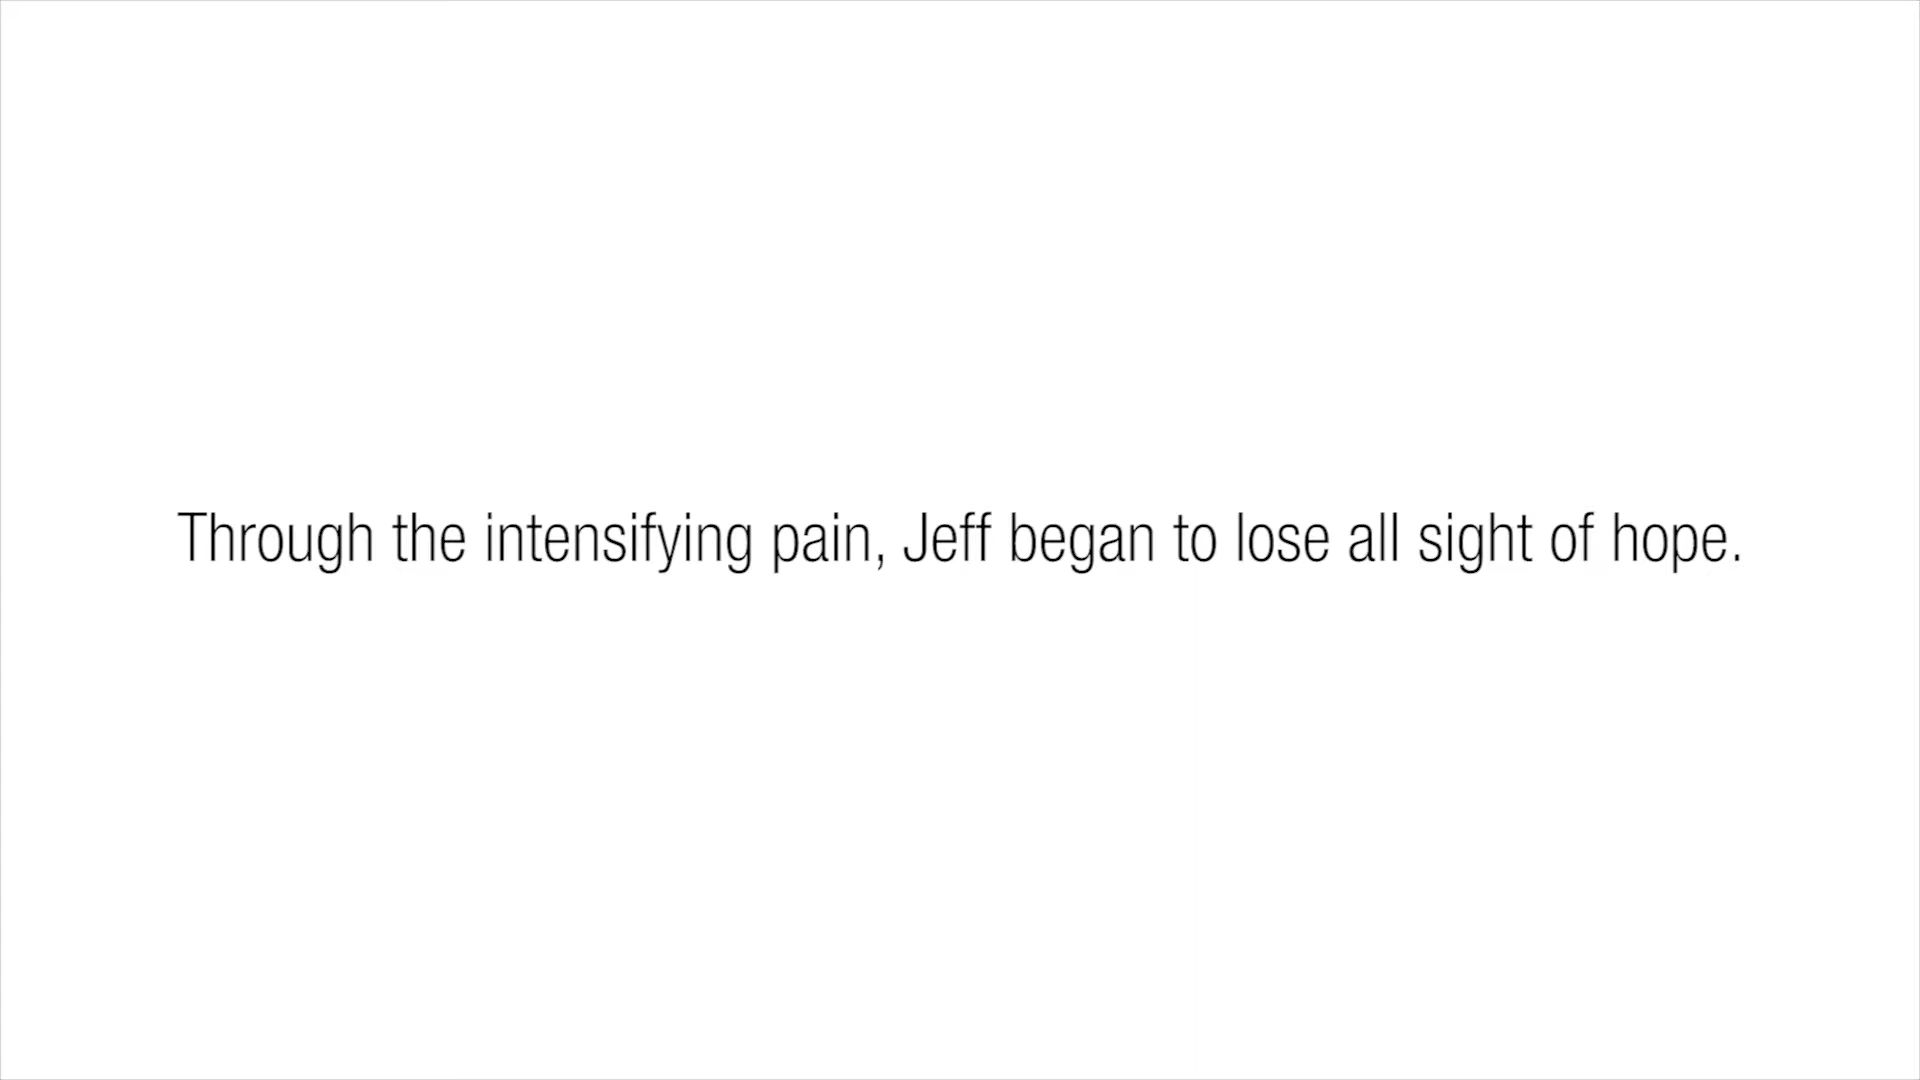 Through the intensifying pain, Jeff began to lose all sight of hope.